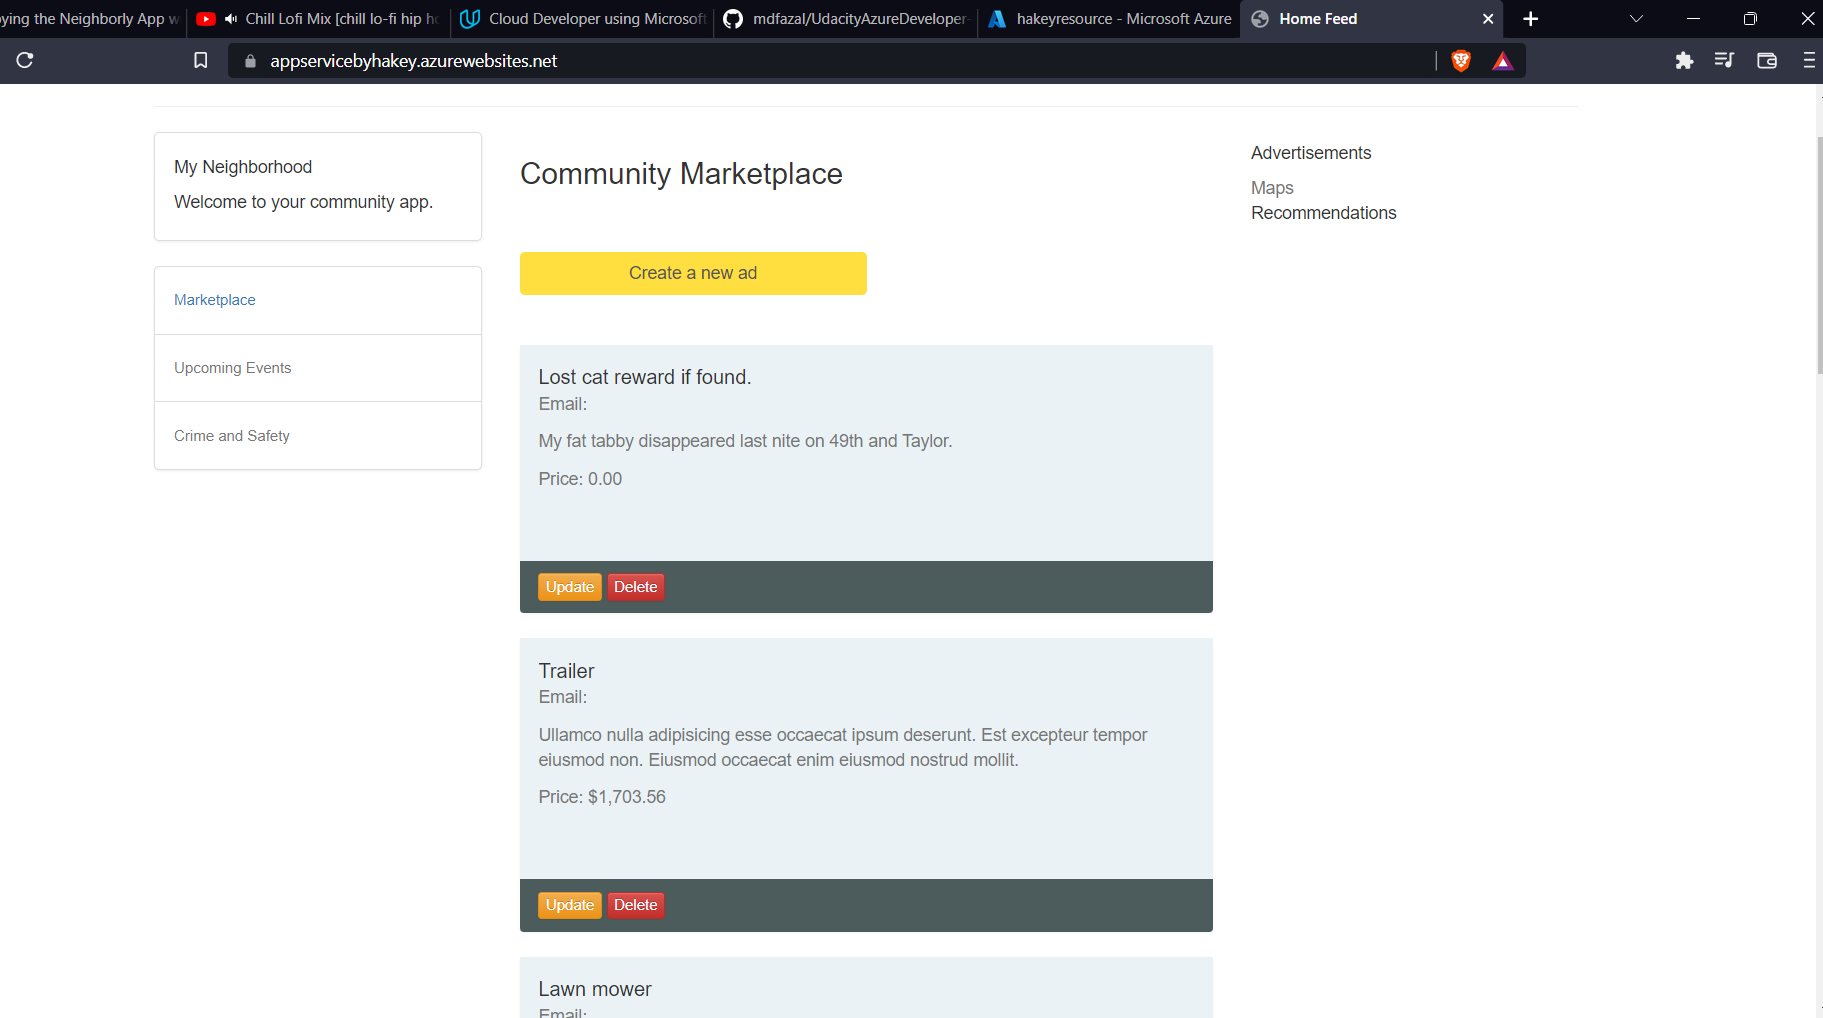 ying the Neighborly App w
Chill Lofi Mix [chill lo-fi hip h
Cloud Developer using Microsoft
mdfazal/UdacityAzureDeveloper-
hakeyresource - Microsoft Azure
Home Feed
appservicebyhakey.azurewebsites.net
My Neighborhood
Welcome to your community app.
Marketplace
Upcoming Events
Crime and Safety
Community Marketplace
Create a new ad
Lost cat reward if found.
Email:
My fat tabby disappeared last nite on 49th and Taylor.
Price: 0.00
Update Delete
Trailer
Email:
Ullamco nulla adipisicing esse occaecat ipsum deserunt. Est excepteur tempor
eiusmod non. Eiusmod occaecat enim eiusmod nostrud mollit.
Price: $1,703.56
Update Delete
Lawn mower
Email:
Advertisements
Maps
Recommendations